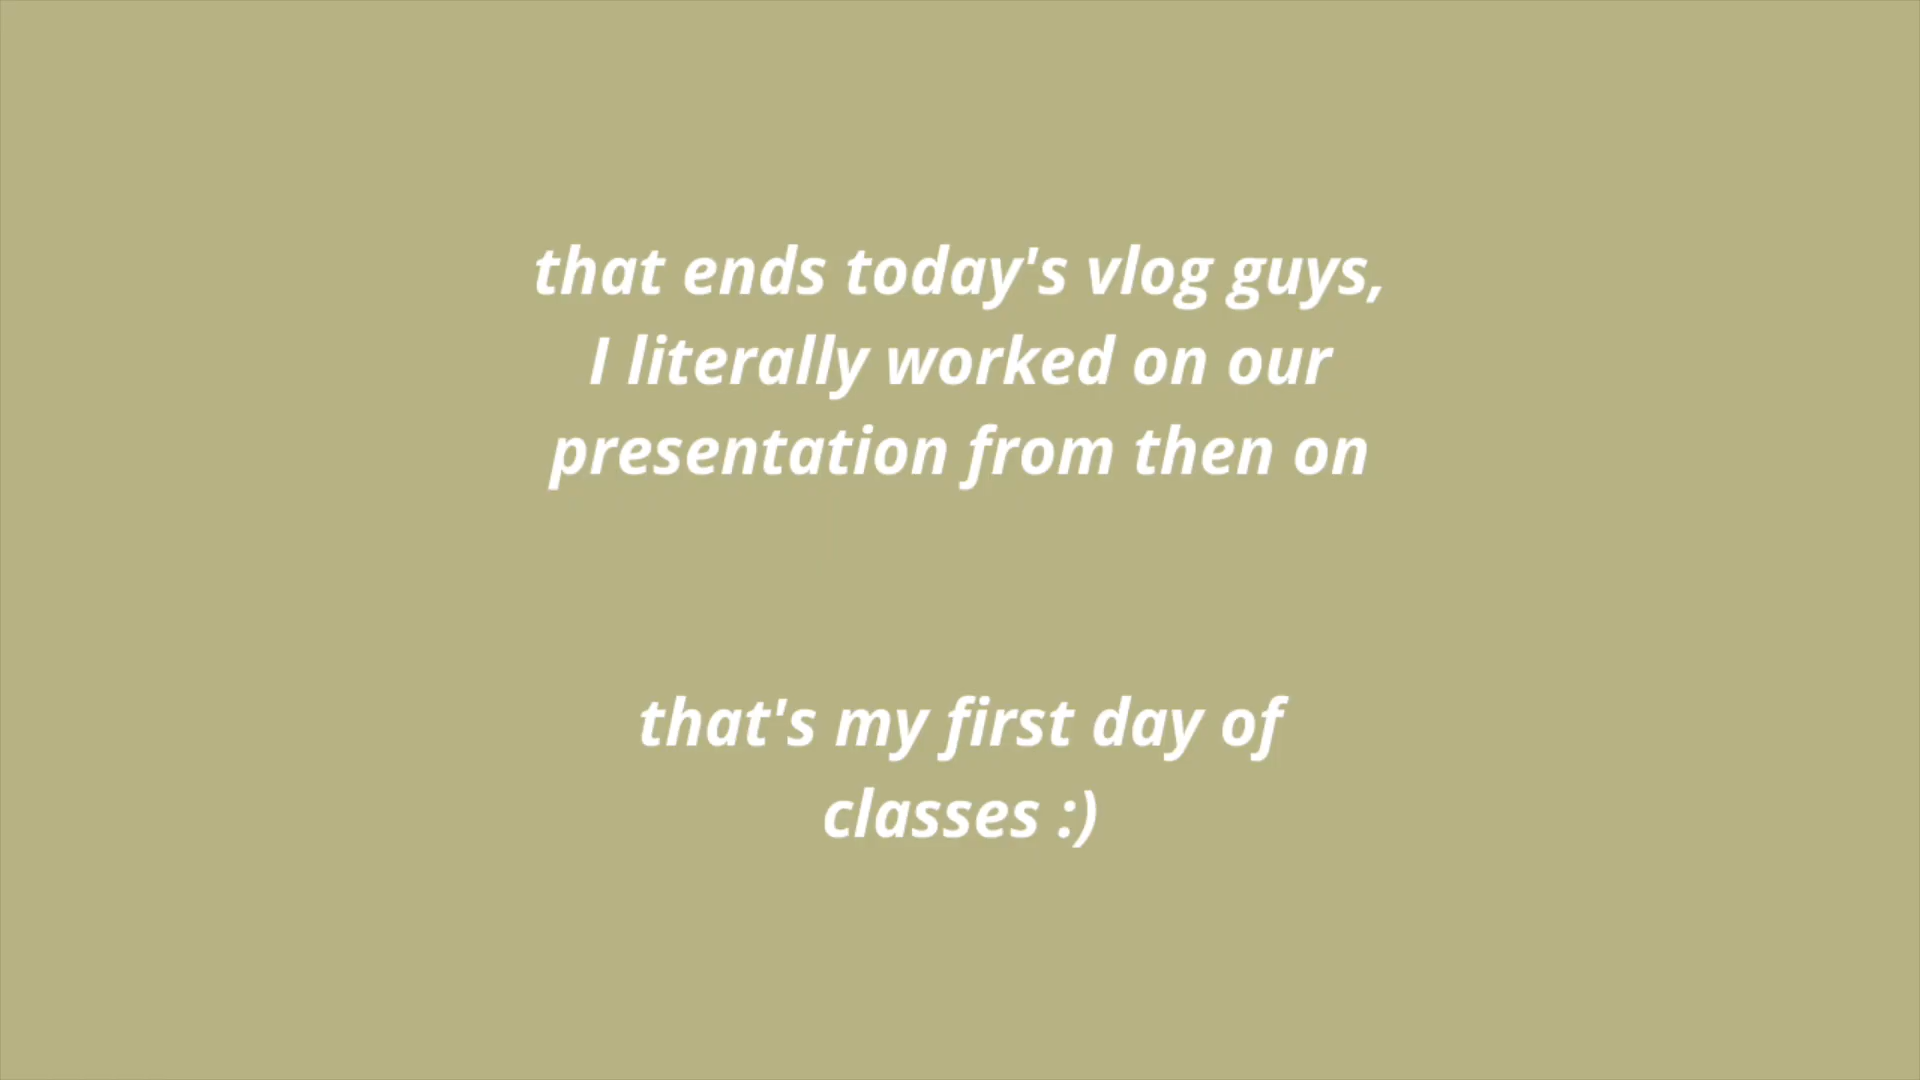 that ends today's vlog guys,
I literally worked on our
presentation from then on
that's my first day of
classes :)